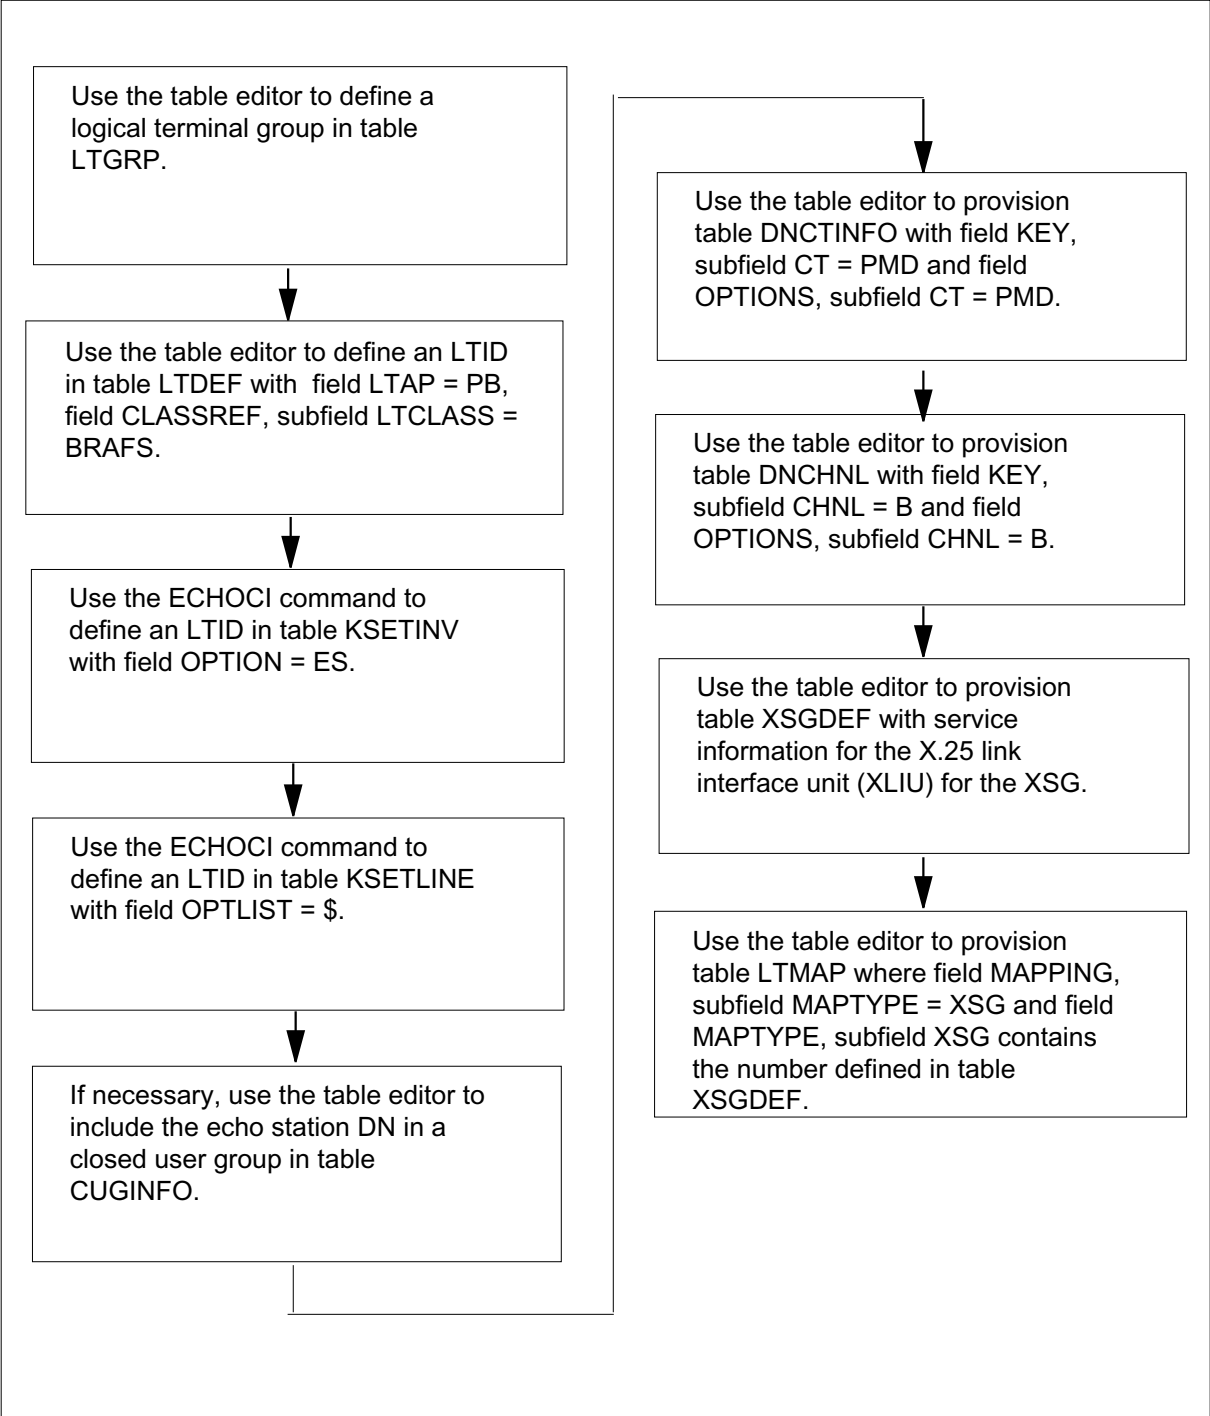 Use the table editor to define a
logical terminal group in table
LTGRP.
Use the table editor to define an LTID
in table LTDEF with  field LTAP = PB,
field CLASSREF, subfield LTCLASS =
BRAFS.
Use the ECHOCI command to
define an LTID in table KSETINV
with field OPTION = ES.
Use the ECHOCI command to
define an LTID in table KSETLINE
with field OPTLIST = $.
If necessary, use the table editor to
include the echo station DN in a
closed user group in table
CUGINFO.
Use the table editor to provision
table DNCTINFO with field KEY,
subfield CT = PMD and field
OPTIONS, subfield CT = PMD.
Use the table editor to provision
table DNCHNL with field KEY,
subfield CHNL = B and field
OPTIONS, subfield CHNL = B.
Use the table editor to provision
table XSGDEF with service
information for the X.25 link
interface unit (XLIU) for the XSG.
Use the table editor to provision
table LTMAP where field MAPPING,
subfield MAPTYPE = XSG and field
MAPTYPE, subfield XSG contains
the number defined in table
XSGDEF.